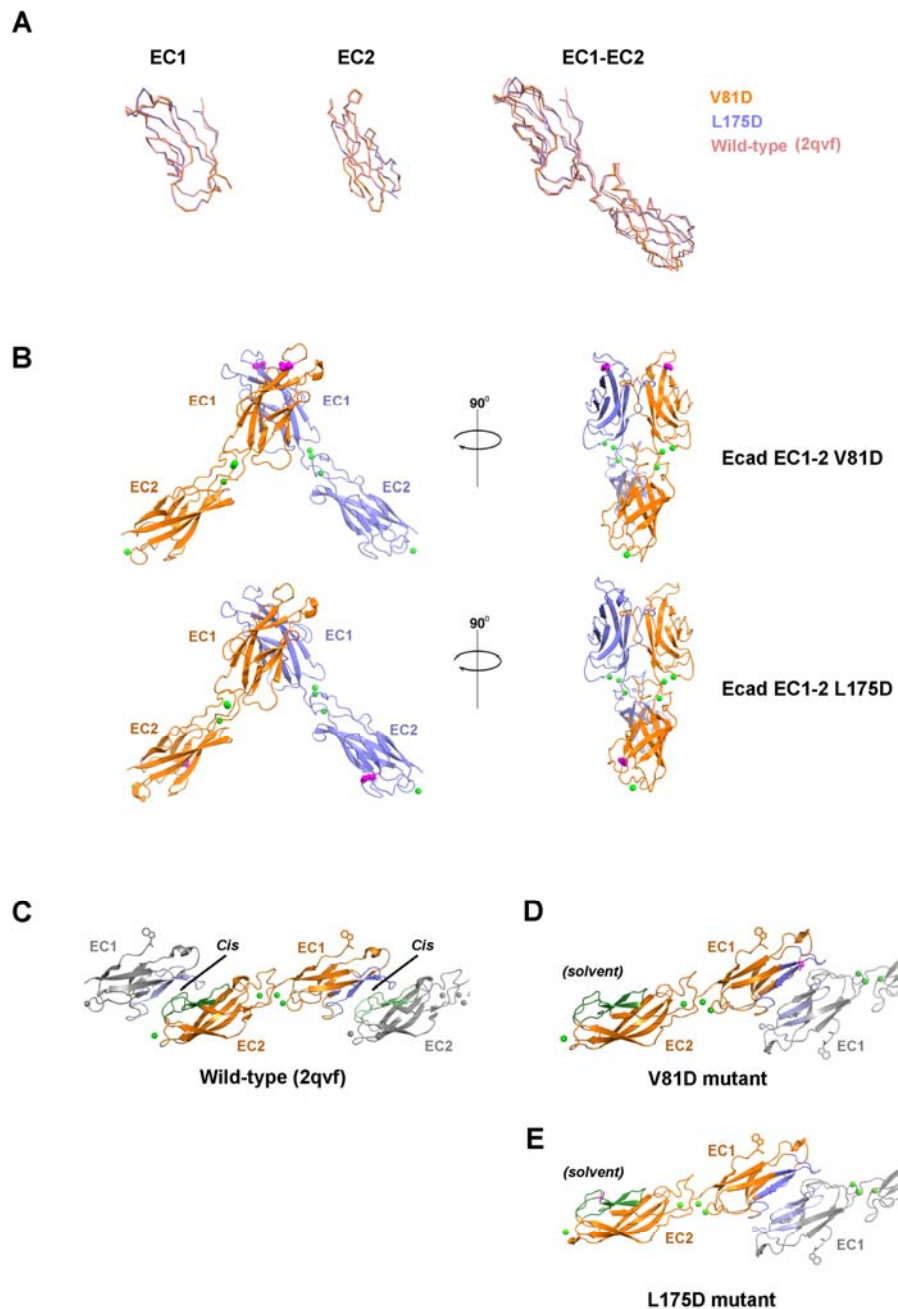 A
EC1
EC2
EC1-EC2
V81D
L175D
Wild-type (2qvf)
B
EC1
EC1
EC2
EC2
90⁰
Ecad EC1-2 V81D
EC1
EC1
EC2
EC2
90⁰
Ecad EC1-2 L175D
C
EC1
Cis
EC1
Cis
EC2
EC2
Wild-type (2qvf)
D
(solvent)
EC1
EC2
EC1
V81D mutant
E
(solvent)
EC1
EC2
EC1
L175D mutant